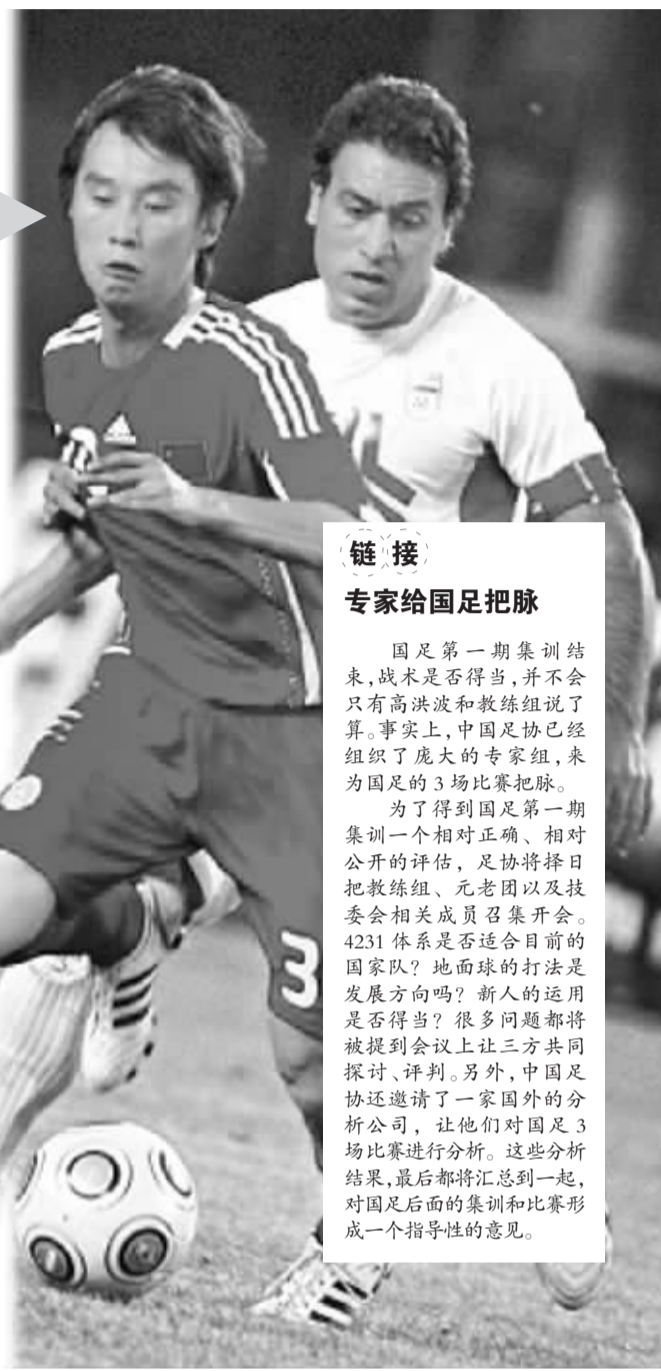 链接
专家给国足把脉
国足第一期集训结
束,战术是否得当,并不会
只有高洪波和教练组说了
算。事实上,中国足协已经
组织了庞大的专家组,来
为国足的 3 场比赛把脉。
为了得到国足第一期
集训一个相对正确、相对
公开的评估，足协将择日
把教练组、元老团以及技
委会相关成员召集开会。
4231 体系是否适合目前的
国家队？地面球的打法是
发展方向吗？新人的运用
是否得当？很多问题都将
被提到会议上让三方共同
探讨、评判。另外,中国足
协还邀请了一家国外的分
析公司，让他们对国足 3
场比赛进行分析。这些分析
结果,最后都将汇总到一起,
对国足后面的集训和比赛形
成一个指导性的意见。
3